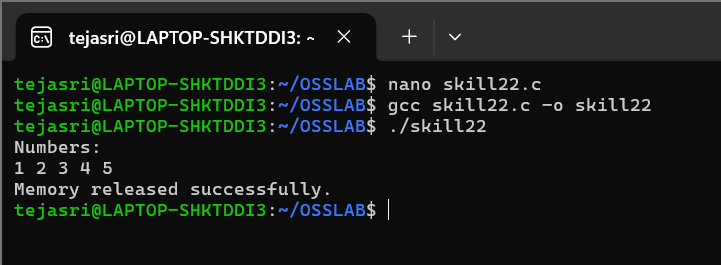 tejasri@LAPTOP-SHKTDDI3: ~
tejasri@LAPTOP-SHKTDDI3:~/OSSLAB$ nano skill22.c
tejasri@LAPTOP-SHKTDDI3:~/OSSLAB$ gcc skill22.c -o skill22
tejasri@LAPTOP-SHKTDDI3:~/OSSLAB$ ./skill22
Numbers:
1 2 3 4 5
Memory released successfully.
tejasri@LAPTOP-SHKTDDI3:~/OSSLAB$